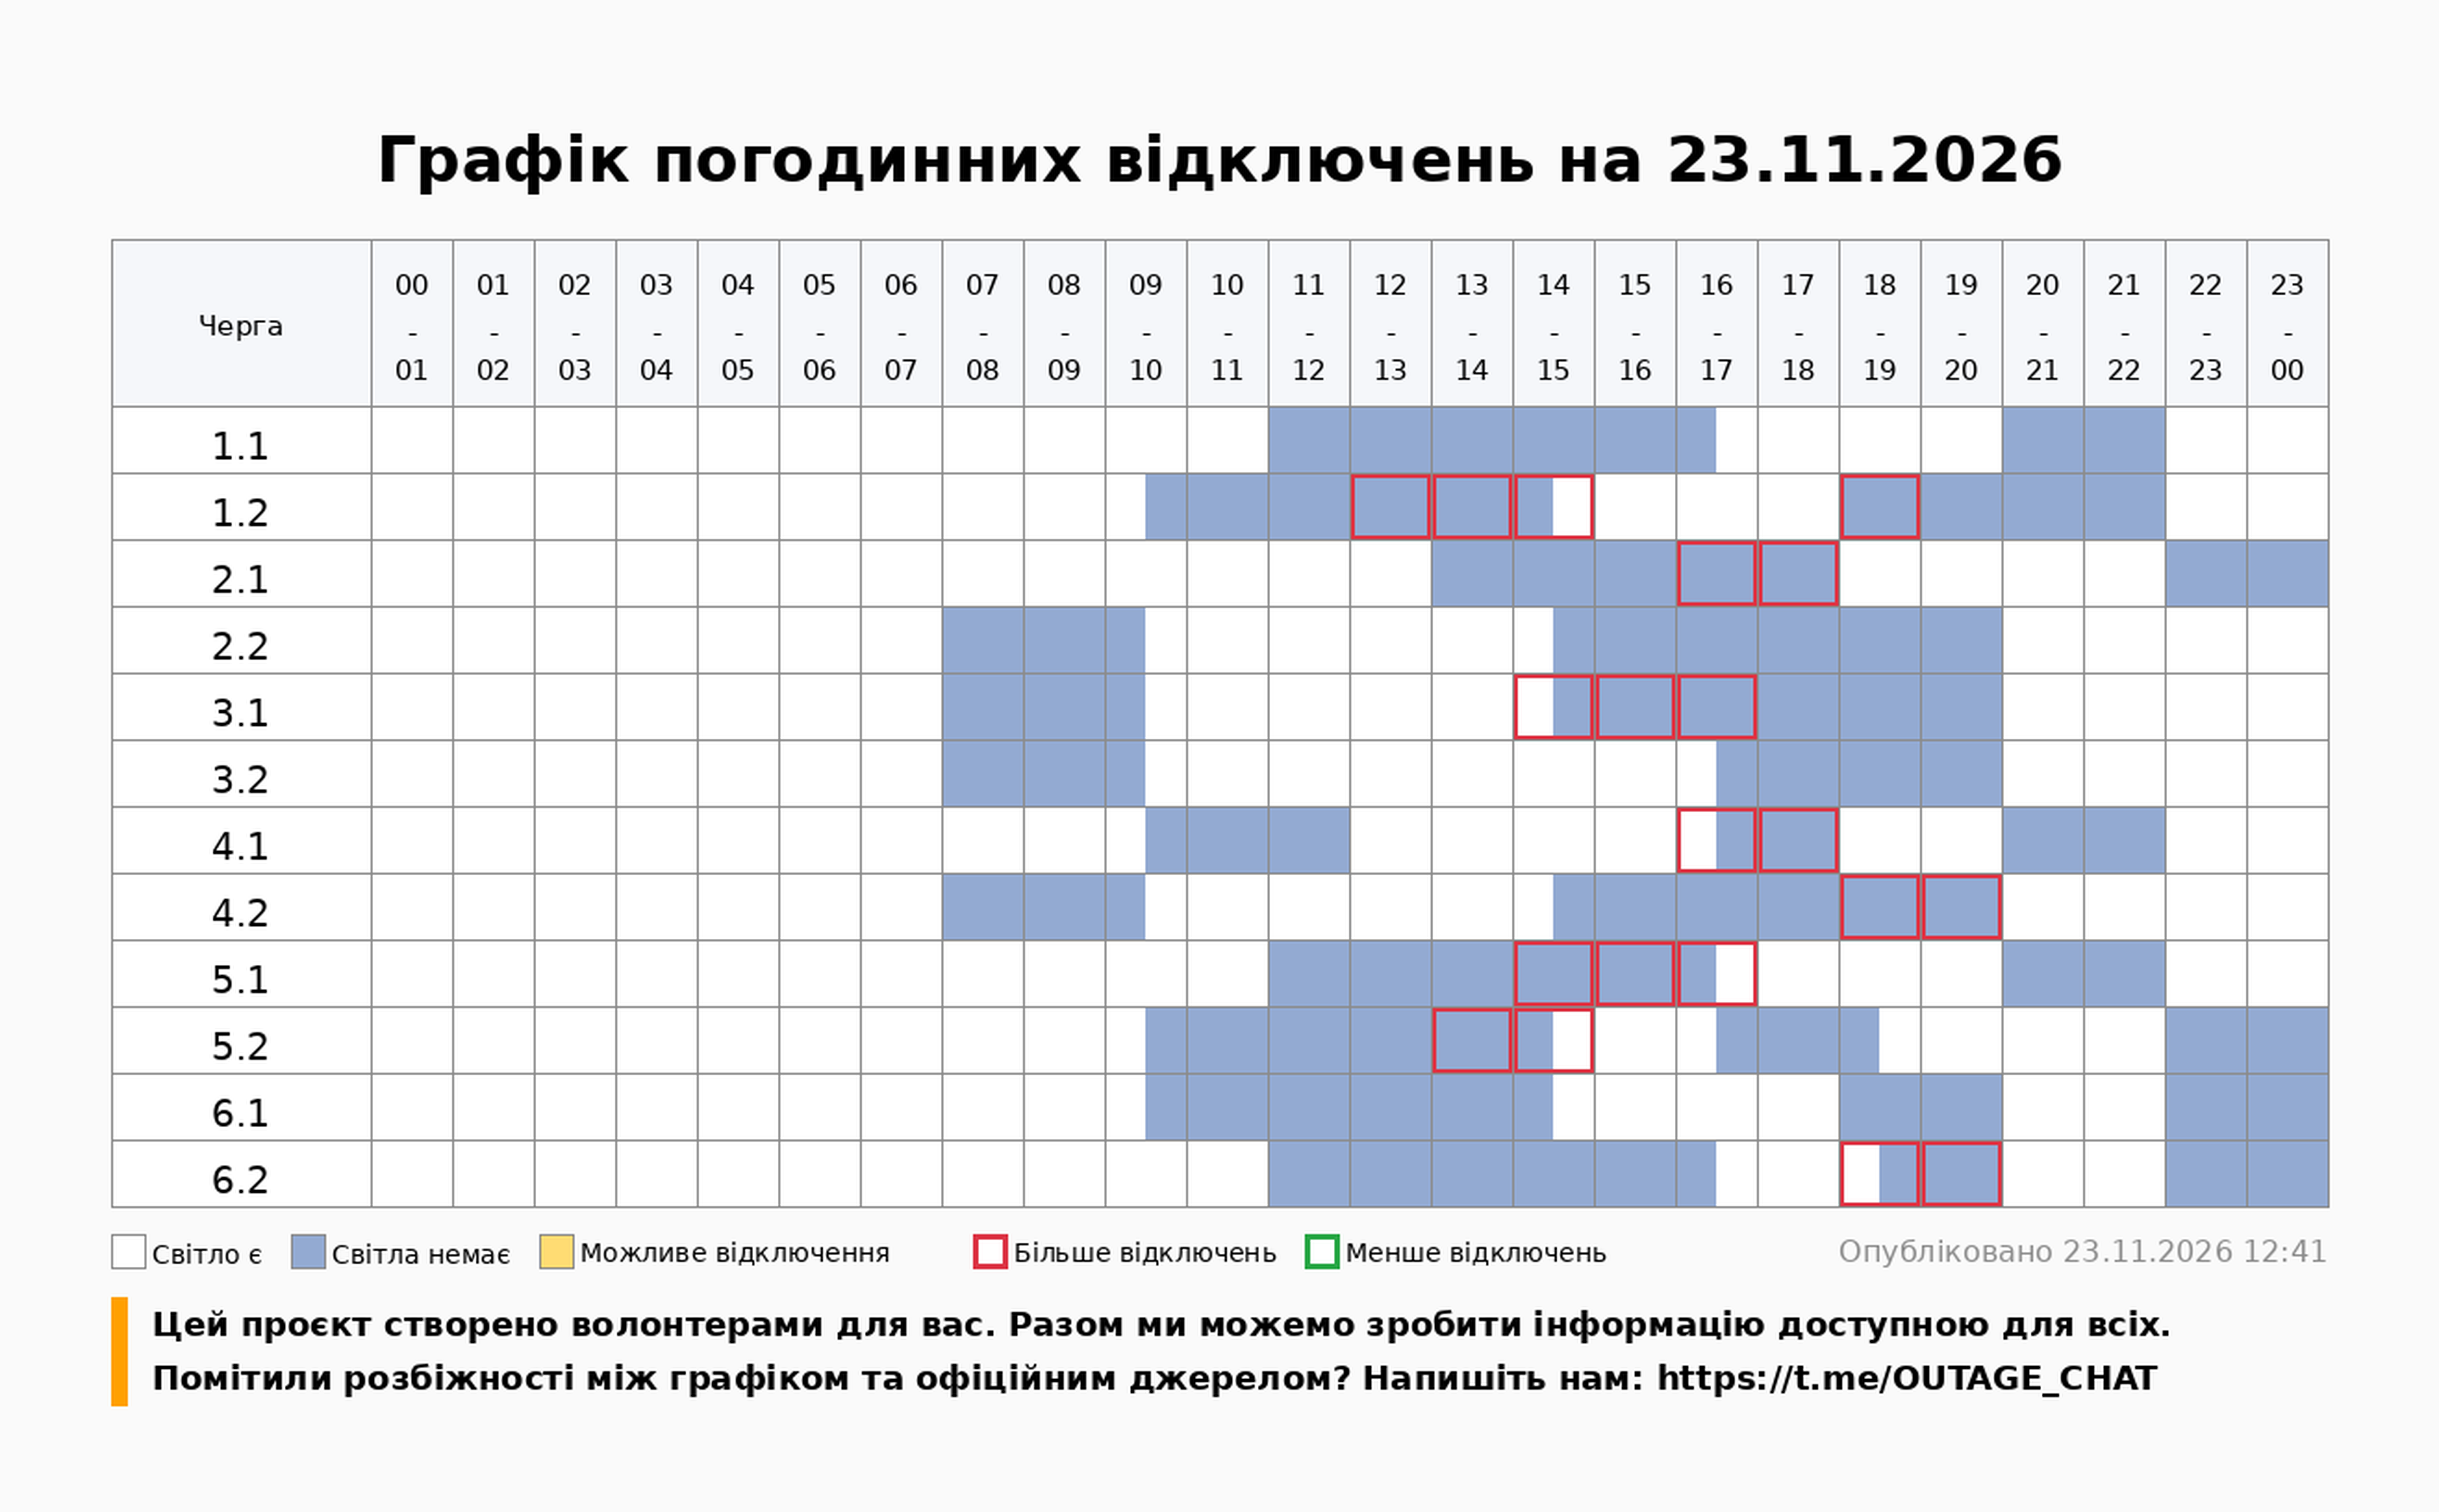 Графік погодинних відключень на 23.11.2026
Черга 00 - 01 01 - 02 02 - 03 03 - 04 04 - 05 05 - 06 06 - 07 07 - 08 08 - 09 09 - 10 10 - 11 11 - 12 12 - 13 13 - 14 14 - 15 15 - 16 16 - 17 17 - 18 18 - 19 19 - 20 20 - 21 21 - 22 22 - 23 23 - 00
1.1
1.2
2.1
2.2
3.1
3.2
4.1
4.2
5.1
5.2
6.1
6.2
Світло є Світла немає Можливе відключення Більше відключень Менше відключень Опубліковано 23.11.2026 12:41
Цей проєкт створено волонтерами для вас. Разом ми можемо зробити інформацію доступною для всіх.
Помітили розбіжності між графіком та офіційним джерелом? Напишіть нам: https://t.me/OUTAGE_CHAT